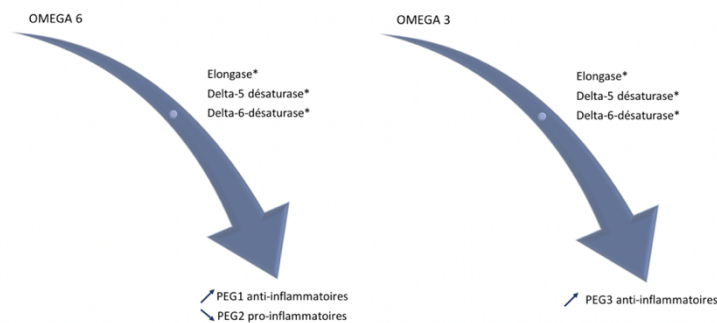 OMEGA 6
Elongase*
Delta-5 désaturase*
Delta-6-désaturase*
PEG1 anti-inflammatoires
PEG2 pro-inflammatoires
OMEGA 3
Elongase*
Delta-5 désaturase*
Delta-6-désaturase*
PEG3 anti-inflammatoires